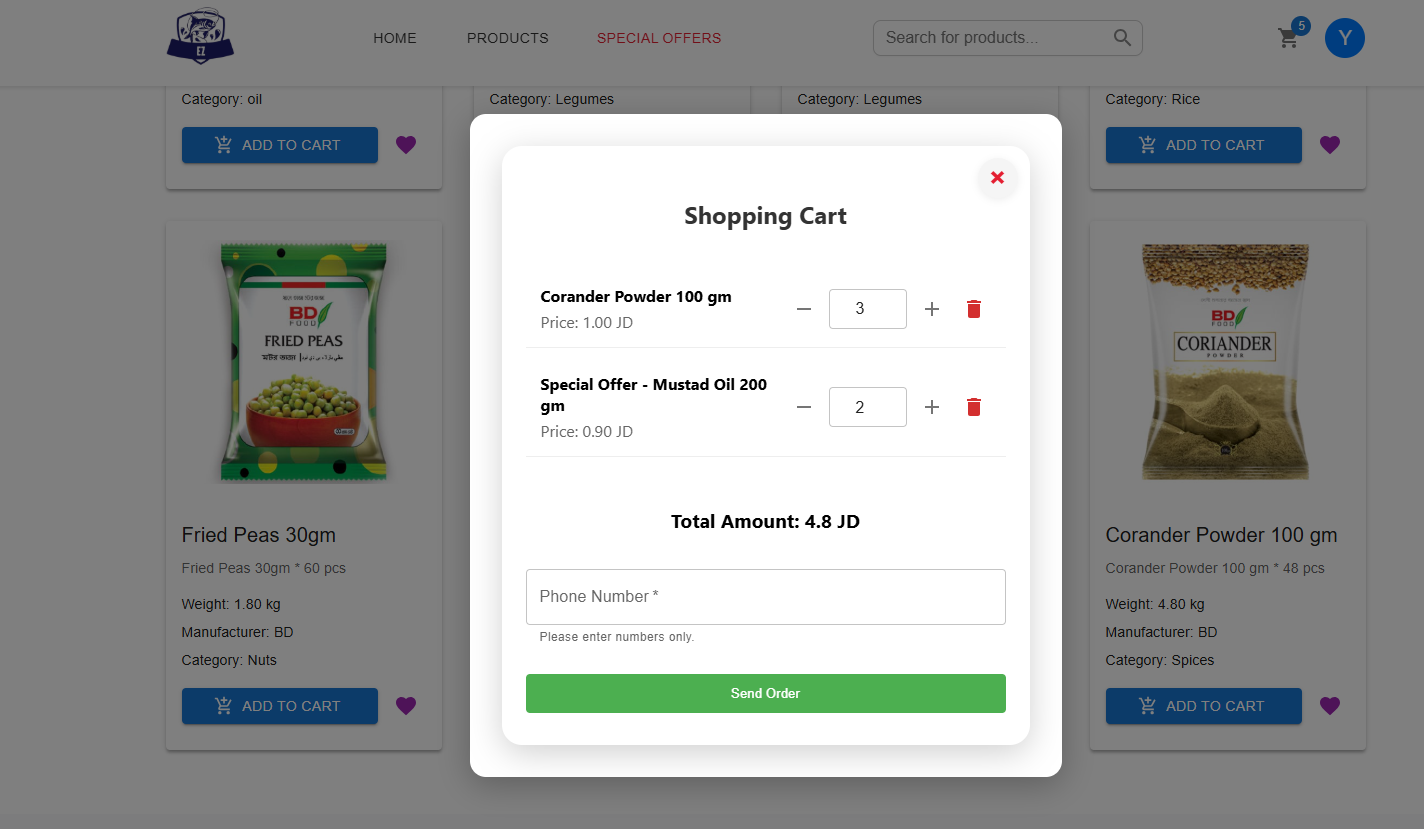 EZ
HOME
PRODUCTS
SPECIAL OFFERS
Search for products...
5
Y
Category: oil
Category: Legumes
Category: Legumes
Category: Rice
ADD TO CART
ADD TO CART
Shopping Cart
Corander Powder 100 gm
Price: 1.00 JD
3
Special Offer - Mustad Oil 200
gm
Price: 0.90 JD
2
Total Amount: 4.8 JD
Phone Number *
Please enter numbers only.
Send Order
BD
FOOD
FRIED PEAS
মটর ভাজা
Fried Peas 30gm
Fried Peas 30gm * 60 pcs
Weight: 1.80 kg
Manufacturer: BD
Category: Nuts
ADD TO CART
BD
FOOD
CORIANDER
POWDER
Corander Powder 100 gm
Corander Powder 100 gm * 48 pcs
Weight: 4.80 kg
Manufacturer: BD
Category: Spices
ADD TO CART